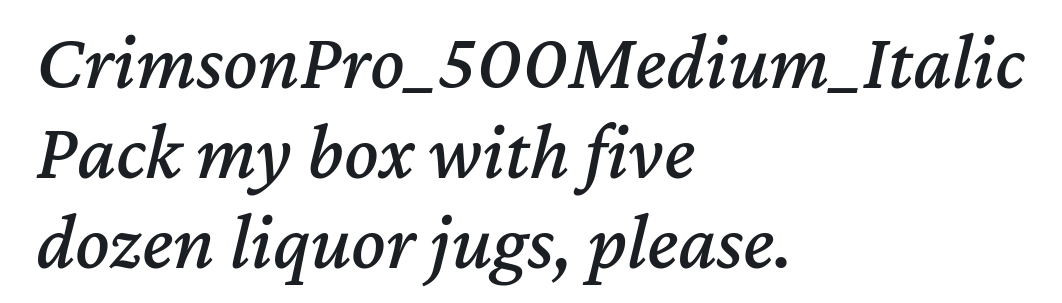 CrimsonPro_500Medium_Italic
Pack my box with five
dozen liquor jugs, please.